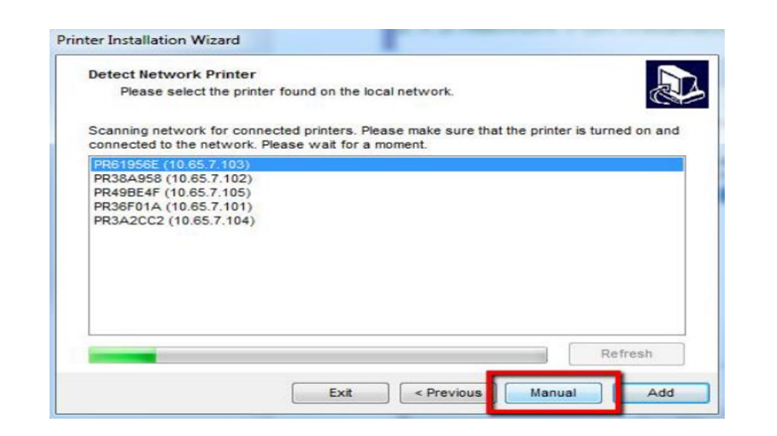 Printer Installation Wizard
Detect Network Printer
Please select the printer found on the local network.
Scanning network for connected printers. Please make sure that the printer is turned on and
connected to the network. Please wait for a moment.
PR61956E (10.65.7.103)
PR38A958 (10.65.7.102)
PR49BE4F (10.65.7.105)
PR36F01A (10.65.7.101)
PR3A2CC2 (10.65.7.104)
Refresh
Exit
< Previous
Manual
Add